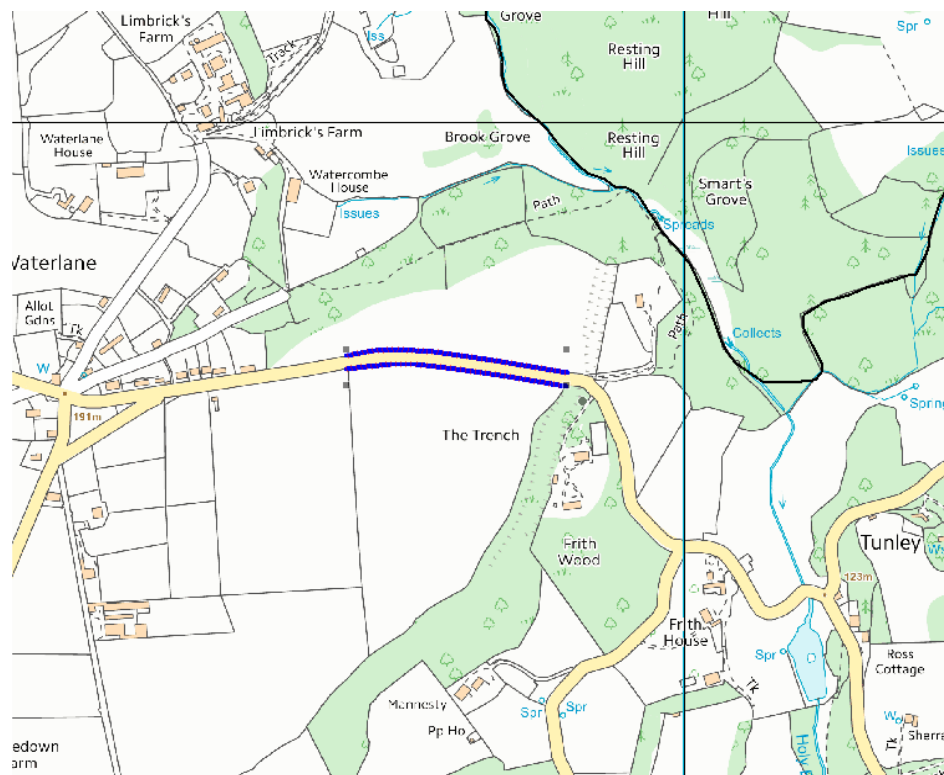 Grove
Hill
Limbrick's
Farm
Iss
Spr
Resting
Hill
Track
Limbrick's Farm
Brook Grove
Resting
Hill
Waterlane
House
Issues
Watercombe
House
Smart's
Grove
Issues
Path
Spreads
Waterlane
Allot
Gdns
Tk
Path
Collects
W
191m
Spring
The Trench
Frith
Wood
Tunley
W
123m
Frith
House
Ross
Cottage
Spr
Mannesty
Spr
Spr
Tk
W
Pp Ho
Tk
Sherra
edown
arm
Holy